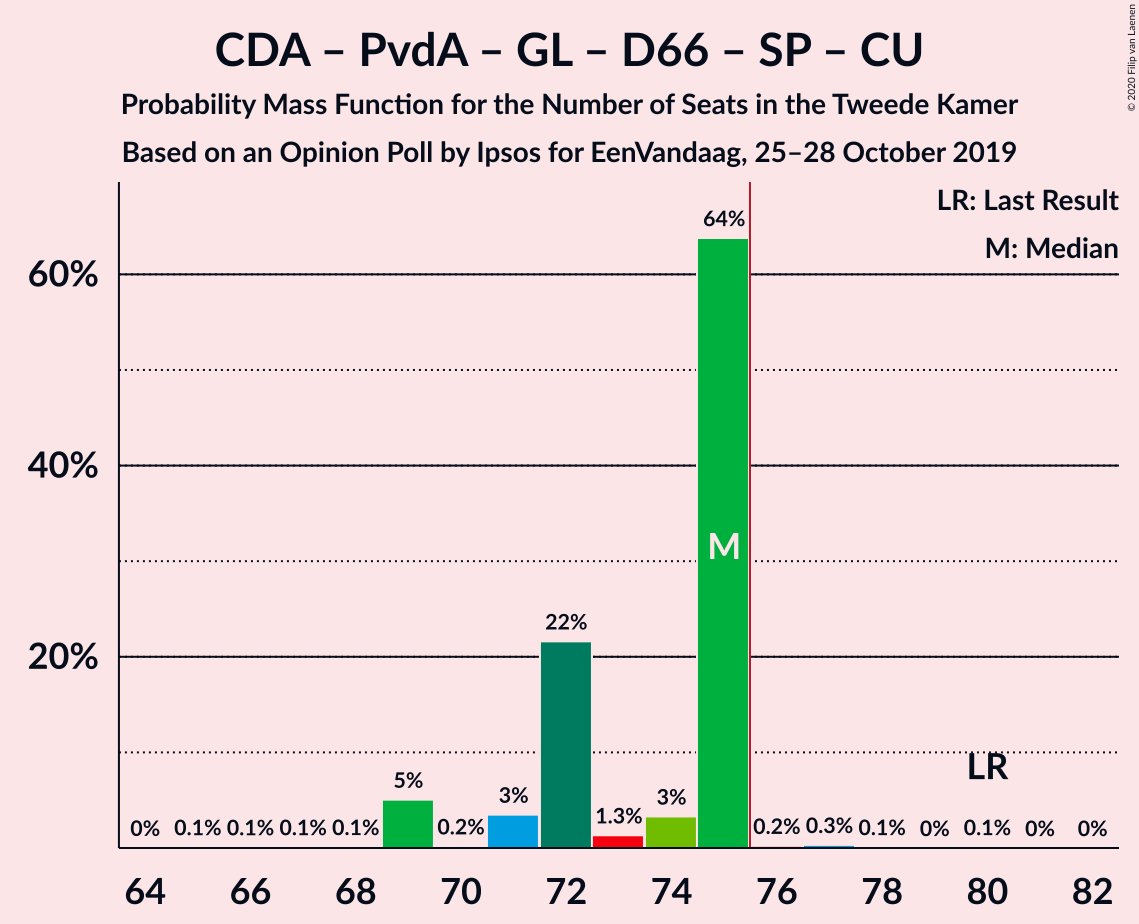 CDA – PvdA – GL – D66 – SP – CU
Probability Mass Function for the Number of Seats in the Tweede Kamer
Based on an Opinion Poll by Ipsos for EenVandaag, 25–28 October 2019
© 2020 Filip van Laenen
LR: Last Result
M: Median
60%
40%
20%
0%
0.1%
0.1%
0.1%
0.1%
5%
0.2%
3%
22%
1.3%
3%
64%
M
0.2%
0.3%
0.1%
0%
0.1%
LR
0%
0%
64 66 68 70 72 74 76 78 80 82